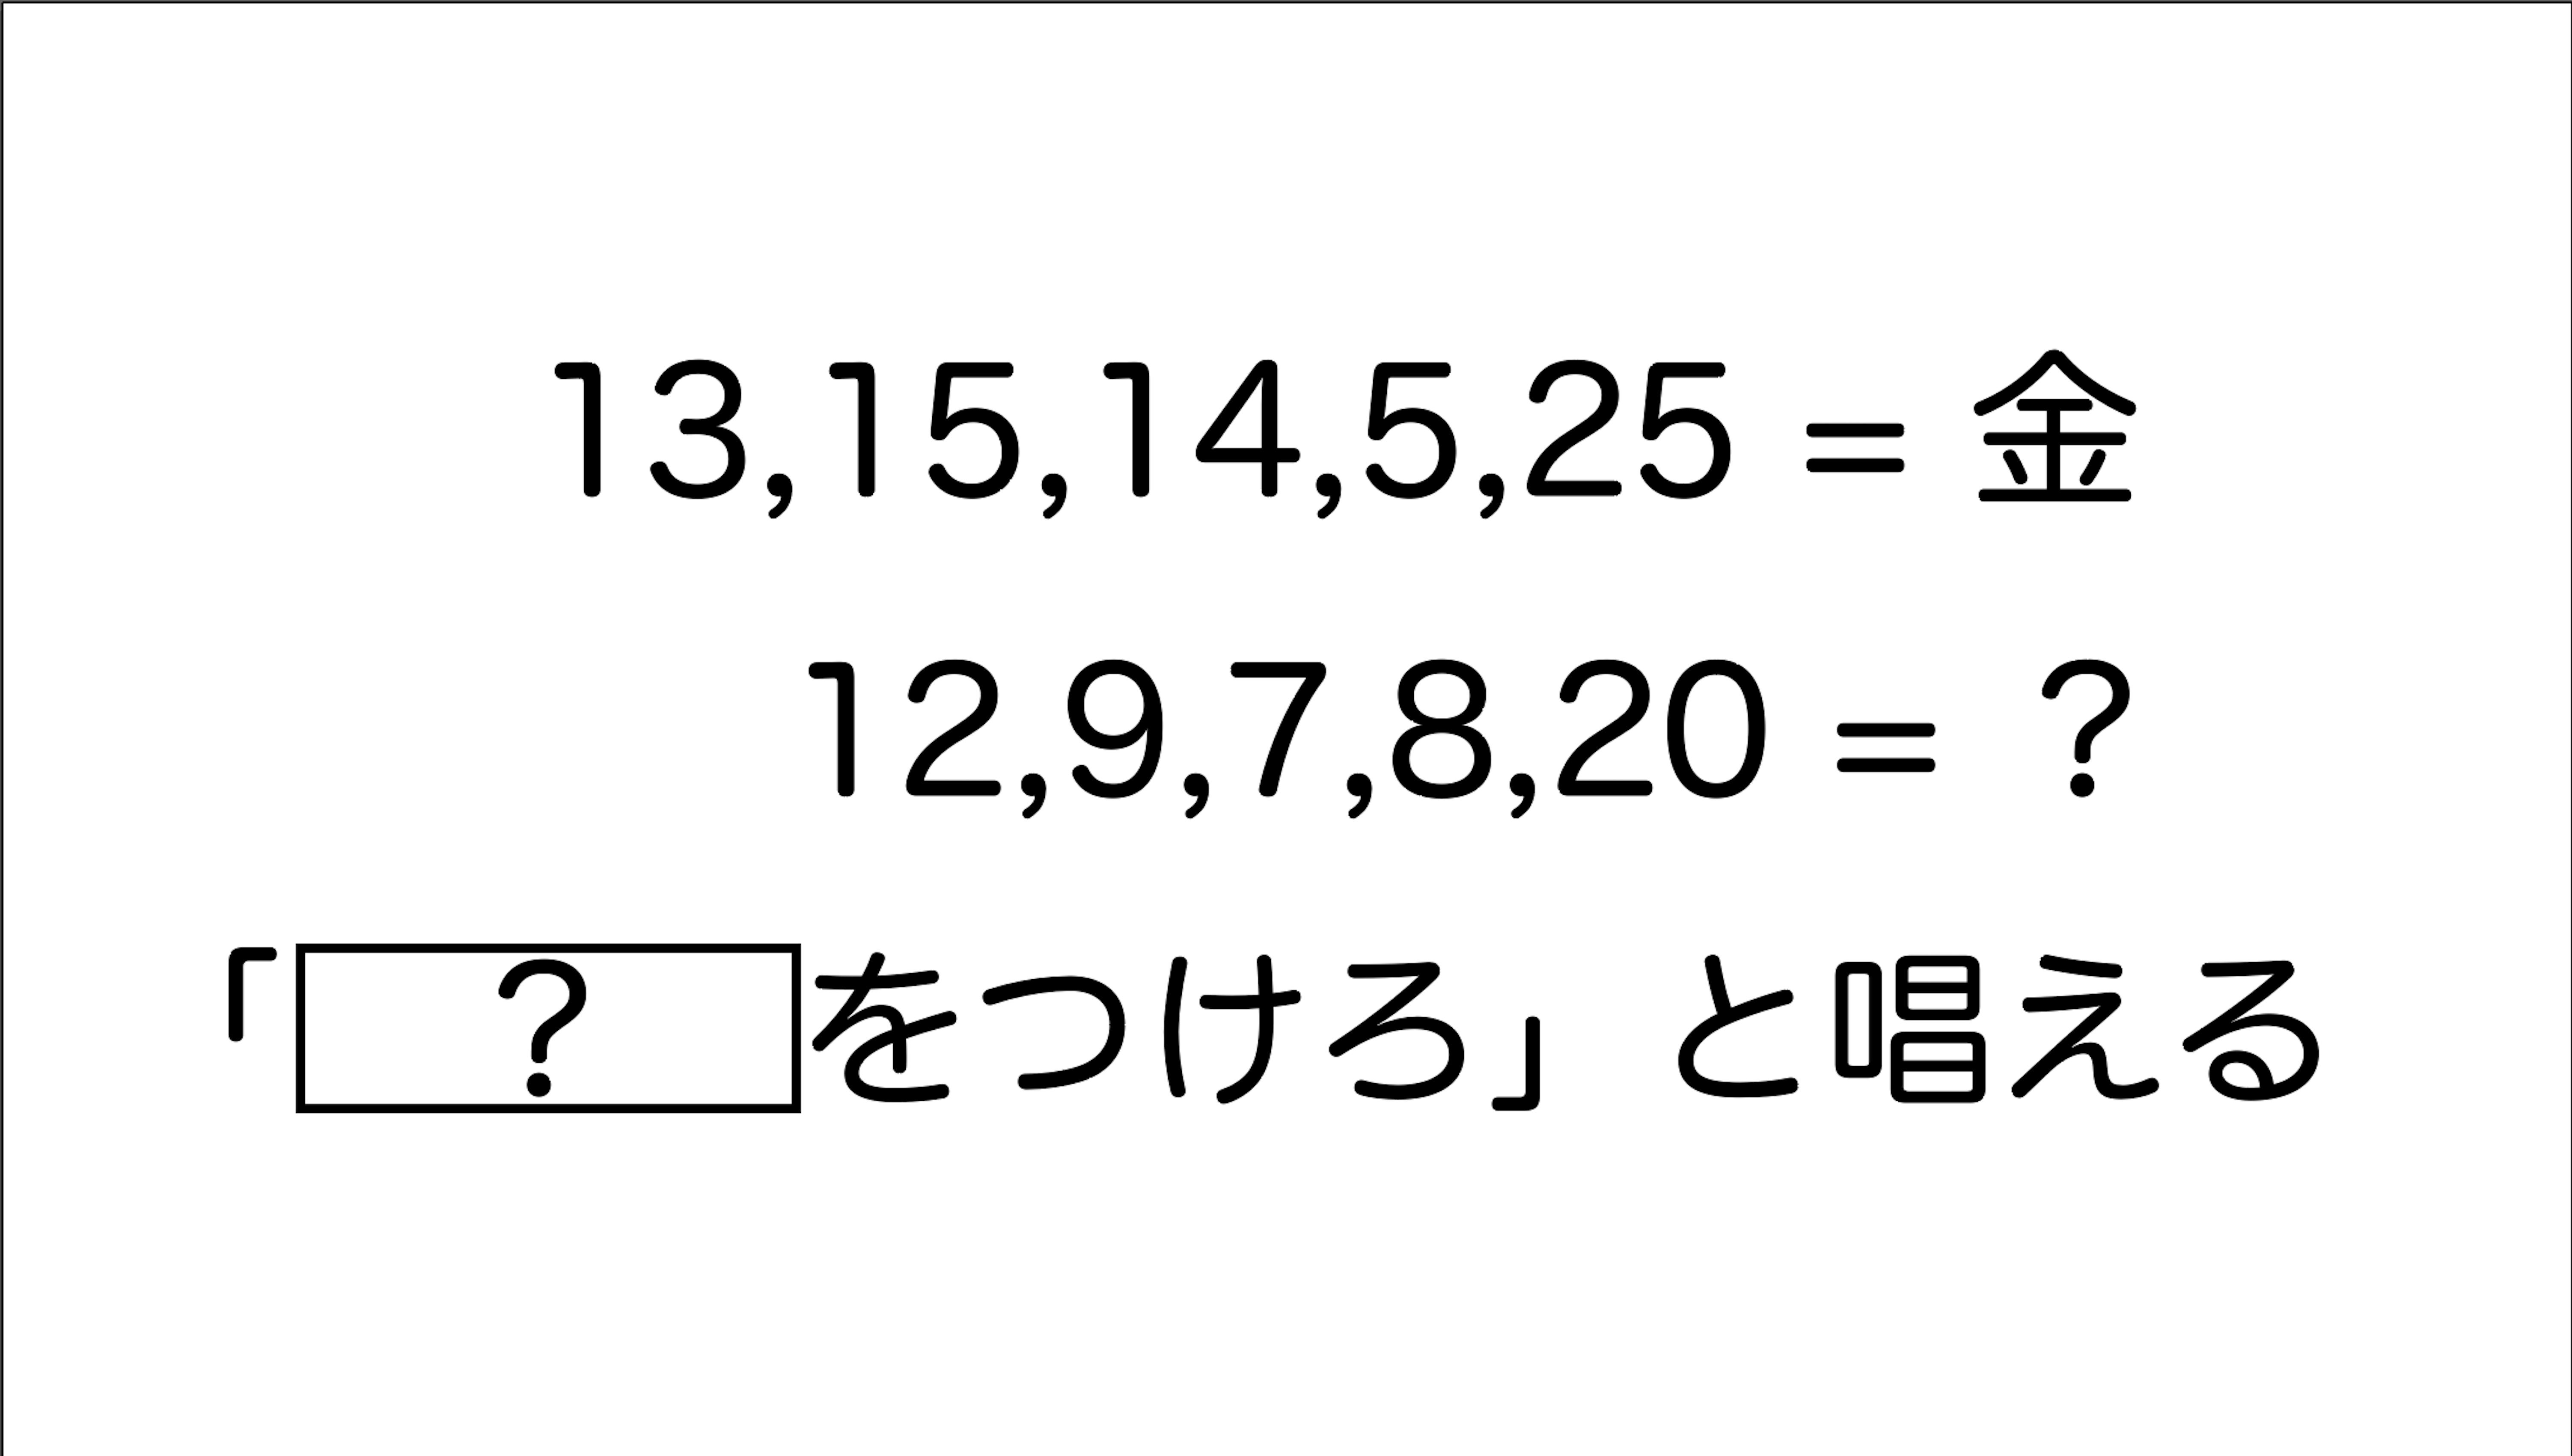 13,15,14,5,25 = 金
12,9,7,8,20 = ?
「?をつけろ」と唱える